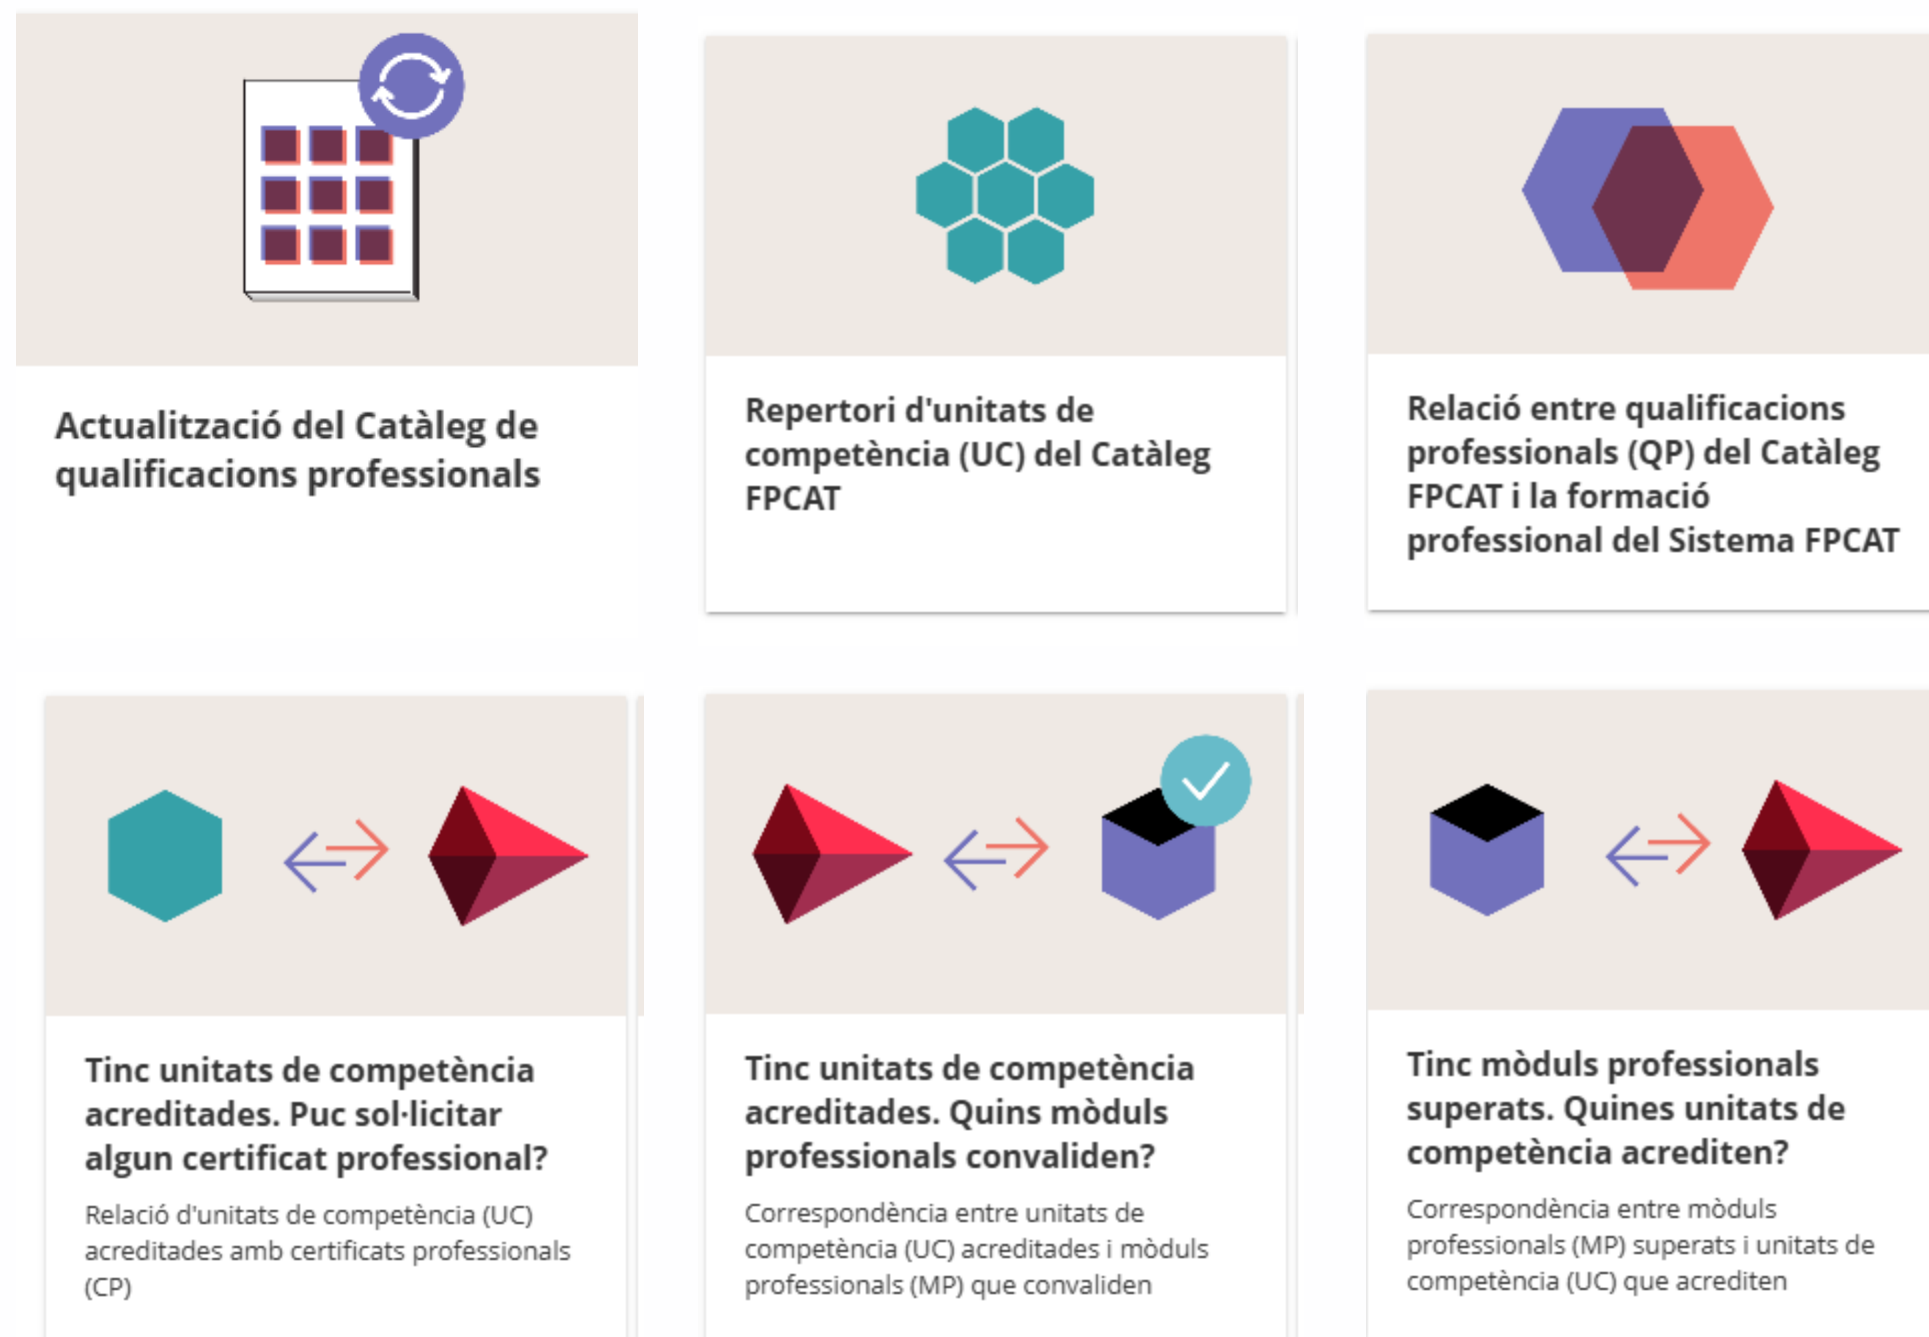 Actualització del Catàleg de
qualificacions professionals
Repertori d'unitats de
competència (UC) del Catàleg
FPCAT
Relació entre qualificacions
professionals (QP) del Catàleg
FPCAT i la formació
professional del Sistema FPCAT
Tinc unitats de competència
acreditades. Puc sol·licitar
algun certificat professional?
Relació d'unitats de competència (UC)
acreditades amb certificats professionals
(CP)
Tinc unitats de competència
acreditades. Quins mòduls
professionals convaliden?
Correspondència entre unitats de
competència (UC) acreditades i mòduls
professionals (MP) que convaliden
Tinc mòduls professionals
superats. Quines unitats de
competència acrediten?
Correspondència entre mòduls
professionals (MP) superats i unitats de
competència (UC) que acrediten